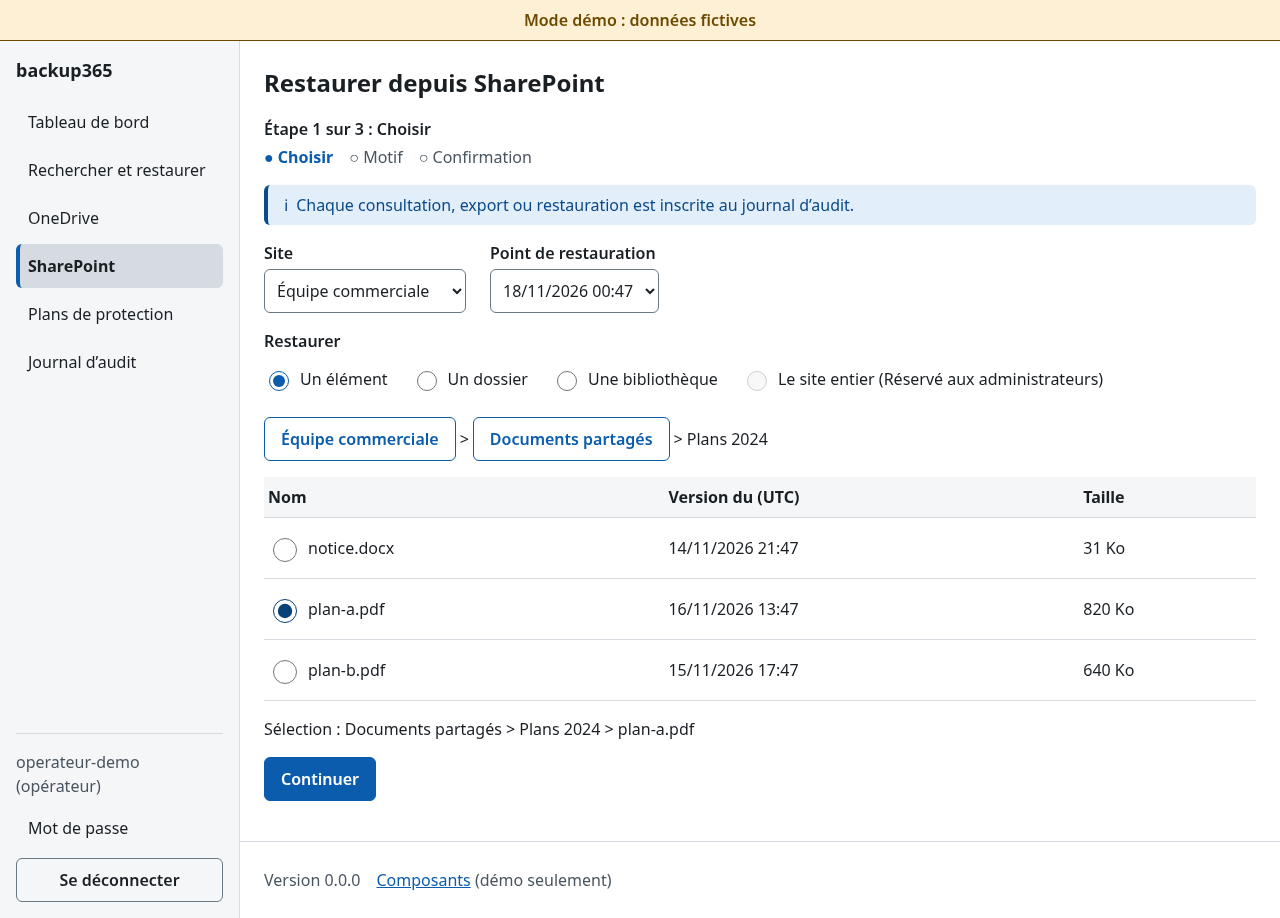 Mode démo : données fictives
backup365
Tableau de bord
Rechercher et restaurer
OneDrive
SharePoint
Plans de protection
Journal d’audit
operateur-demo
(opérateur)
Mot de passe
Se déconnecter
Restaurer depuis SharePoint
Étape 1 sur 3 : Choisir
● Choisir ○ Motif ○ Confirmation
i Chaque consultation, export ou restauration est inscrite au journal d’audit.
Site Point de restauration
Équipe commerciale 18/11/2026 00:47
Restaurer
Un élément Un dossier Une bibliothèque Le site entier (Réservé aux administrateurs)
Équipe commerciale > Documents partagés > Plans 2024
Nom Version du (UTC) Taille
notice.docx 14/11/2026 21:47 31 Ko
plan-a.pdf 16/11/2026 13:47 820 Ko
plan-b.pdf 15/11/2026 17:47 640 Ko
Sélection : Documents partagés > Plans 2024 > plan-a.pdf
Continuer
Version 0.0.0 Composants (démo seulement)